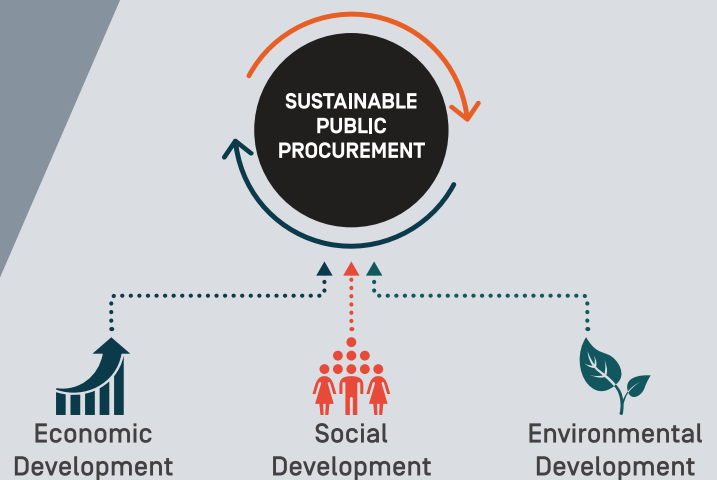 SUSTAINABLE
PUBLIC
PROCUREMENT
Economic
Development
Social
Development
Environmental
Development